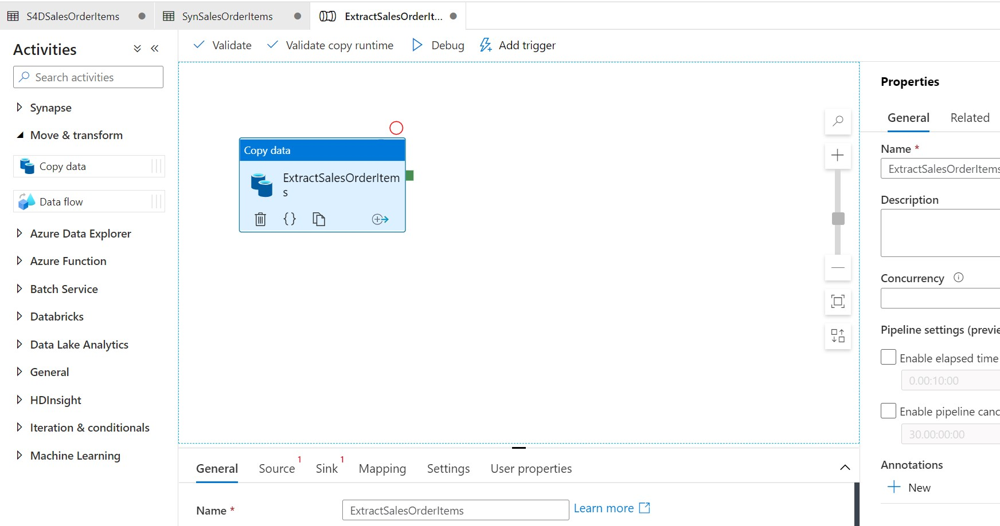 S4DSalesOrderItems
SynSalesOrderItems
ExtractSalesOrderIt...
Activities
Validate
Validate copy runtime
Debug
Add trigger
Search activities
Synapse
Move & transform
Copy data
Data flow
Azure Data Explorer
Azure Function
Batch Service
Databricks
Data Lake Analytics
General
HDInsight
Iteration & conditionals
Machine Learning
Copy data
ExtractSalesOrderItem
s
General
Source 1
Sink 1
Mapping
Settings
User properties
Name *
ExtractSalesOrderItems
Learn more
Properties
General
Related
Name *
ExtractSalesOrderItems
Description
Concurrency
Pipeline settings (previe
Enable elapsed time
0.00:10:00
Enable pipeline canc
30.00:00:00
Annotations
New